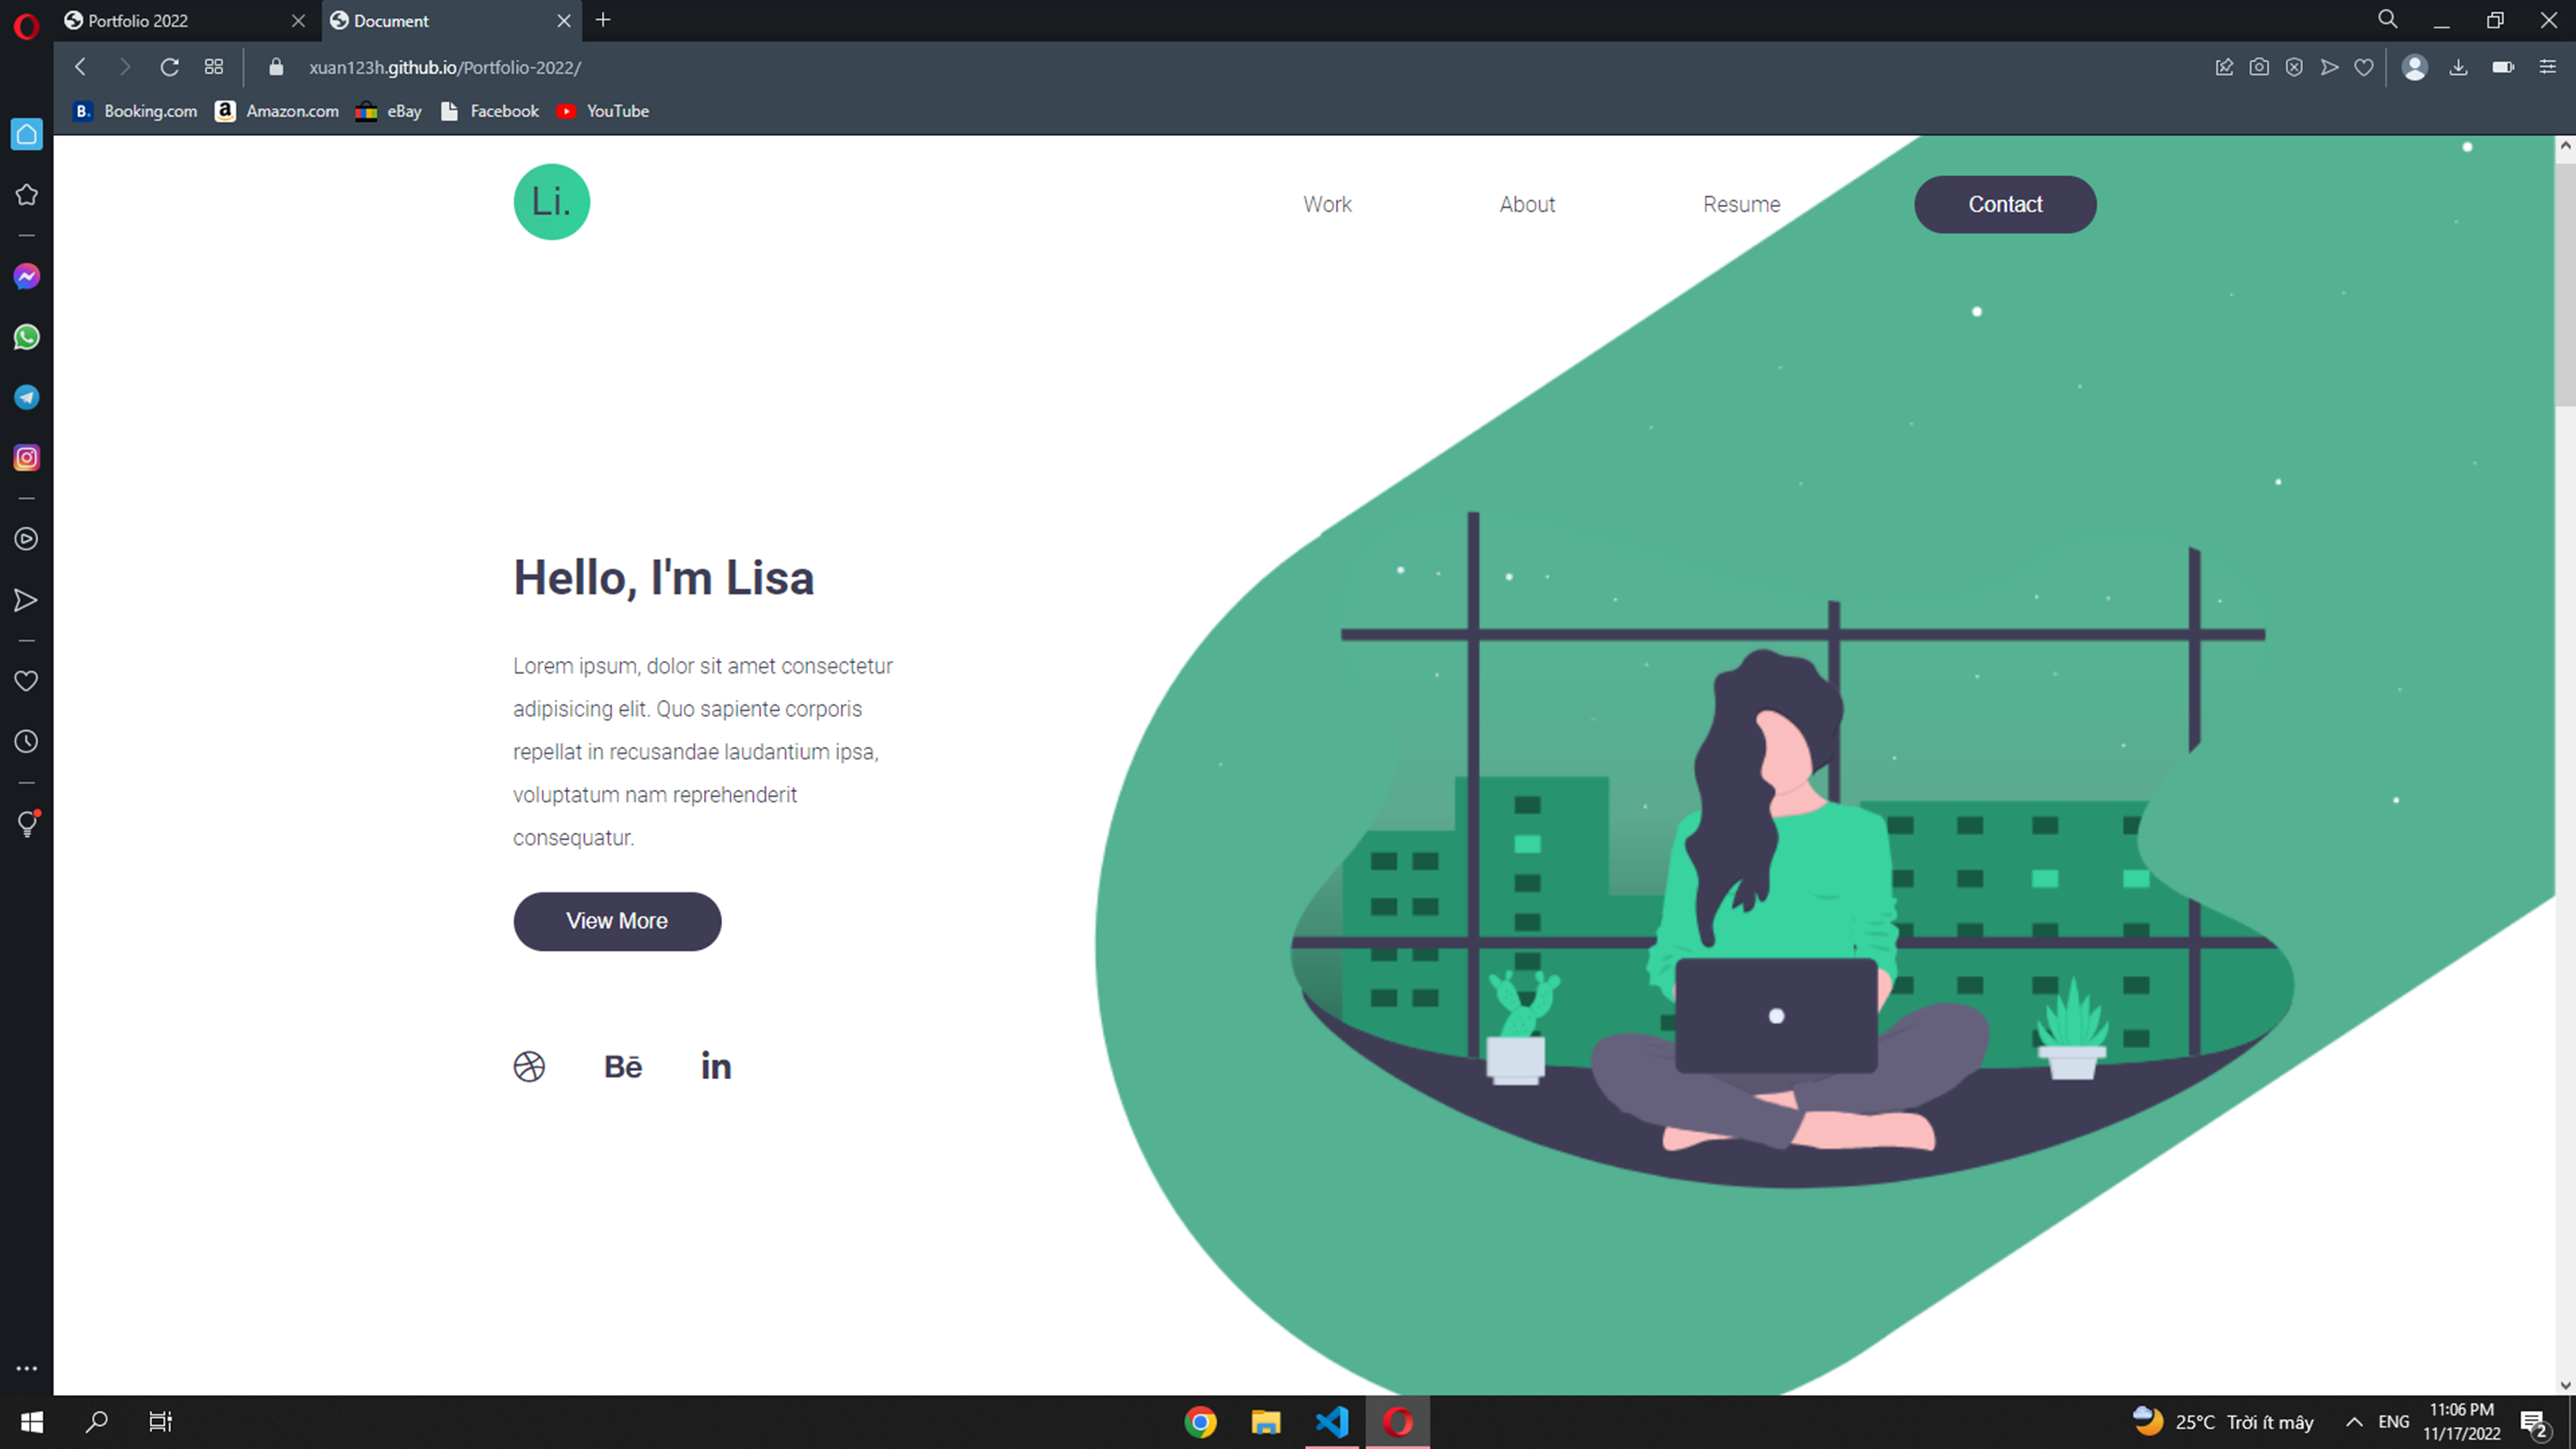 Portfolio 2022
Document
xuan123h.github.io/Portfolio-2022/
B. Booking.com
a Amazon.com
eBay
Facebook
YouTube
Li.
Work
About
Resume
Contact
Hello, I'm Lisa
Lorem ipsum, dolor sit amet consectetur
adipisicing elit. Quo sapiente corporis
repellat in recusandae laudantium ipsa,
voluptatum nam reprehenderit
consequatur.
View More
Bē
in
25°C Trời ít mây
ENG
11:06 PM
11/17/2022
2